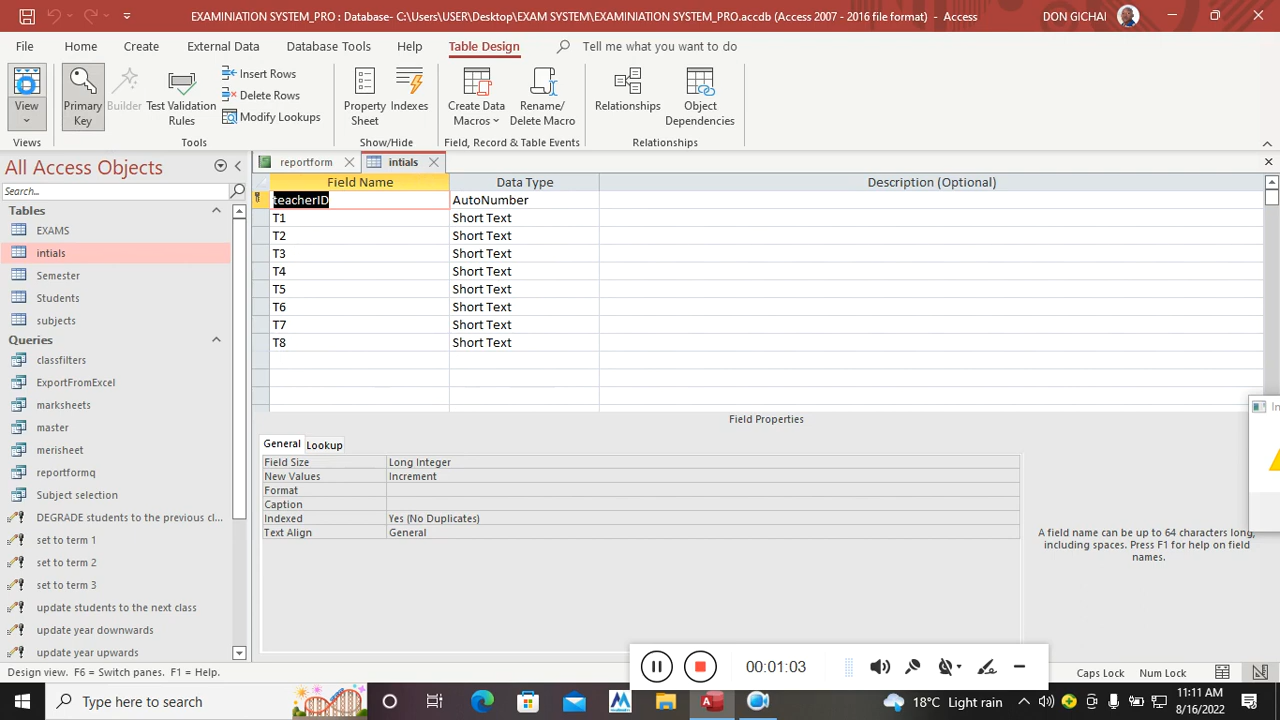 EXAMINIATION SYSTEM_PRO : Database- C:\Users\USER\Desktop\EXAM SYSTEM\EXAMINIATION SYSTEM_PRO.accdb (Access 2007 - 2016 file format) - Access
DON GICHAI
File Home Create External Data Database Tools Help Table Design Tell me what you want to do
View
Primary Key
Builder
Test Validation Rules
Insert Rows
Delete Rows
Modify Lookups
Property Sheet
Indexes
Create Data Macros
Rename/ Delete Macro
Relationships
Object Dependencies
Views Tools Show/Hide Field, Record & Table Events Relationships
All Access Objects
Search...
Tables
EXAMS
intials
Semester
Students
subjects
Queries
classfilters
ExportFromExcel
marksheets
master
merisheet
reportformq
Subject selection
DEGRADE students to the previous cl...
set to term 1
set to term 2
set to term 3
update students to the next class
update year downwards
update year upwards
reportform intials
Field Name Data Type Description (Optional)
teacherID AutoNumber
T1 Short Text
T2 Short Text
T3 Short Text
T4 Short Text
T5 Short Text
T6 Short Text
T7 Short Text
T8 Short Text
Field Properties
General Lookup
Field Size Long Integer
New Values Increment
Format
Caption
Indexed Yes (No Duplicates)
Text Align General
A field name can be up to 64 characters long,
including spaces. Press F1 for help on field
names.
00:01:03
Design view. F6 = Switch panes. F1 = Help.
Caps Lock Num Lock
Type here to search
18°C Light rain
11:11 AM
8/16/2022